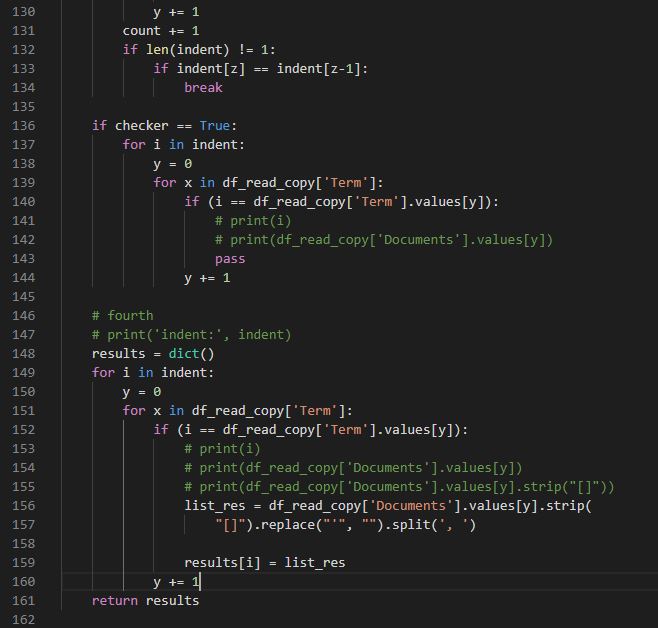 130             y += 1
131         count += 1
132         if len(indent) != 1:
133             if indent[z] == indent[z-1]:
134                 break
135
136     if checker == True:
137         for i in indent:
138             y = 0
139             for x in df_read_copy['Term']:
140                 if (i == df_read_copy['Term'].values[y]):
141                     # print(i)
142                     # print(df_read_copy['Documents'].values[y])
143                     pass
144                 y += 1
145
146     # fourth
147     # print('indent:', indent)
148     results = dict()
149     for i in indent:
150         y = 0
151         for x in df_read_copy['Term']:
152             if (i == df_read_copy['Term'].values[y]):
153                 # print(i)
154                 # print(df_read_copy['Documents'].values[y])
155                 # print(df_read_copy['Documents'].values[y].strip("[]"))
156                 list_res = df_read_copy['Documents'].values[y].strip(
157                     "[]").replace("'", "").split(', ')
158
159                 results[i] = list_res
160             y += 1
161     return results
162